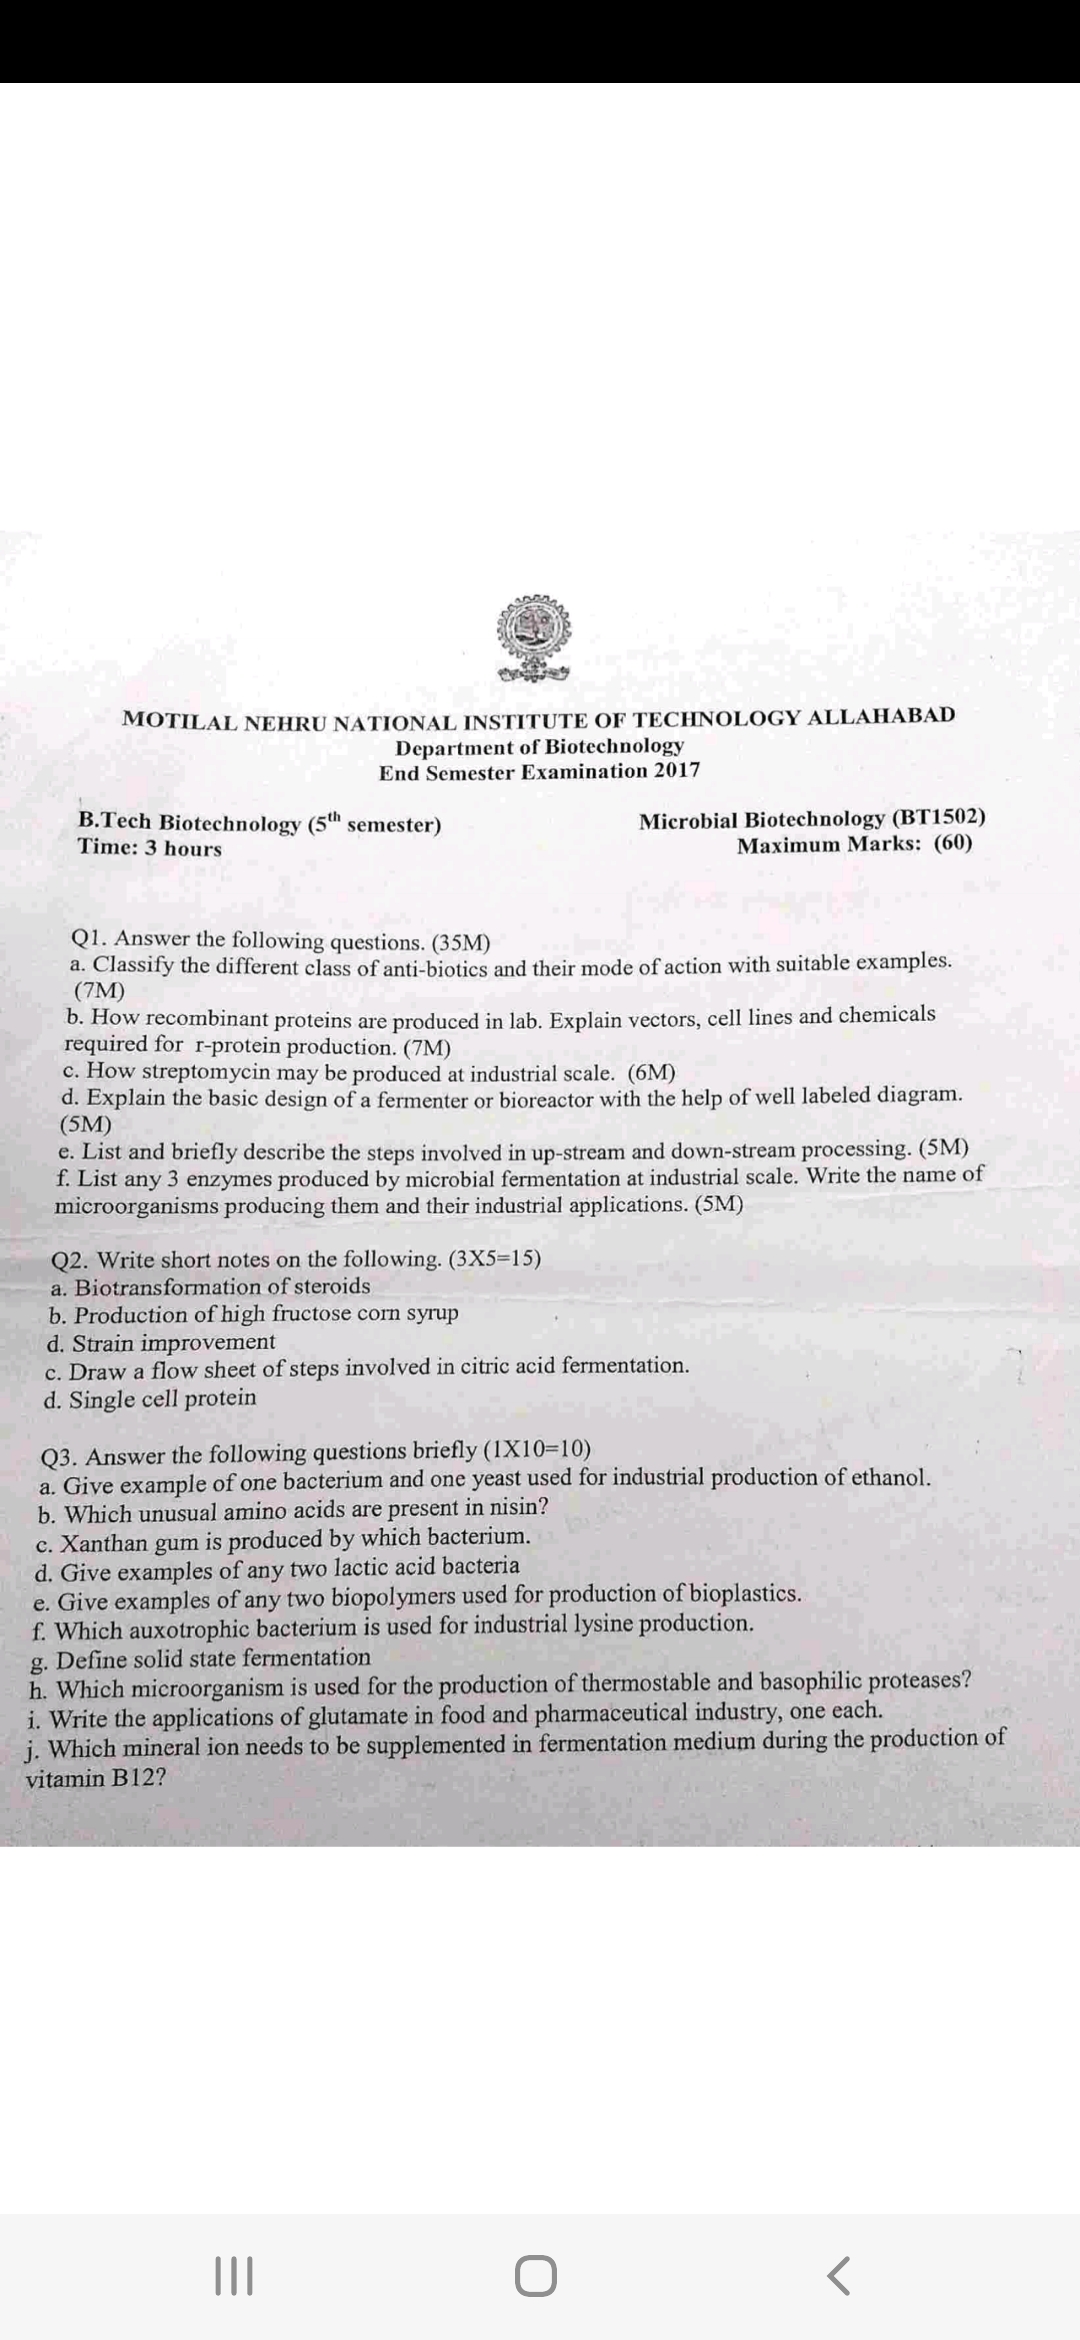 MOTILAL NEHRU NATIONAL INSTITUTE OF TECHNOLOGY ALLAHABAD
Department of Biotechnology
End Semester Examination 2017
B.Tech Biotechnology (5th semester)
Microbial Biotechnology (BT1502)
Time: 3 hours
Maximum Marks: (60)
Q1. Answer the following questions. (35M)
a. Classify the different class of anti-biotics and their mode of action with suitable examples.
(7M)
b. How recombinant proteins are produced in lab. Explain vectors, cell lines and chemicals
required for r-protein production. (7M)
c. How streptomycin may be produced at industrial scale. (6M)
d. Explain the basic design of a fermenter or bioreactor with the help of well labeled diagram.
(5M)
e. List and briefly describe the steps involved in up-stream and down-stream processing. (5M)
f. List any 3 enzymes produced by microbial fermentation at industrial scale. Write the name of
microorganisms producing them and their industrial applications. (5M)
Q2. Write short notes on the following. (3X5=15)
a. Biotransformation of steroids
b. Production of high fructose corn syrup
d. Strain improvement
c. Draw a flow sheet of steps involved in citric acid fermentation.
d. Single cell protein
Q3. Answer the following questions briefly (1X10=10)
a. Give example of one bacterium and one yeast used for industrial production of ethanol.
b. Which unusual amino acids are present in nisin?
c. Xanthan gum is produced by which bacterium.
d. Give examples of any two lactic acid bacteria
e. Give examples of any two biopolymers used for production of bioplastics.
f. Which auxotrophic bacterium is used for industrial lysine production.
g. Define solid state fermentation
h. Which microorganism is used for the production of thermostable and basophilic proteases?
i. Write the applications of glutamate in food and pharmaceutical industry, one each.
j. Which mineral ion needs to be supplemented in fermentation medium during the production of
vitamin B12?